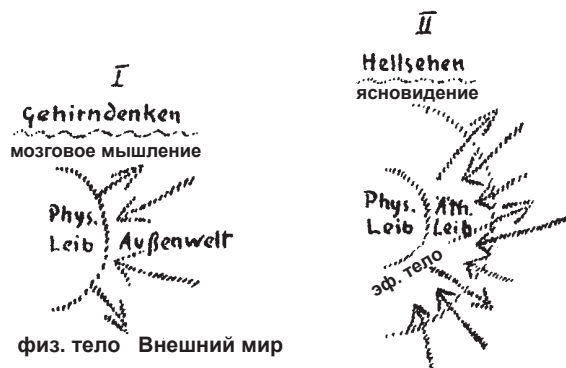 I
Gehirndenken
мозговое мышление
Phys.
Leib
Außenwelt
физ. тело Внешний мир
II
Hellsehen
ясновидение
Phys. Äth.
Leib Leib
эф. тело